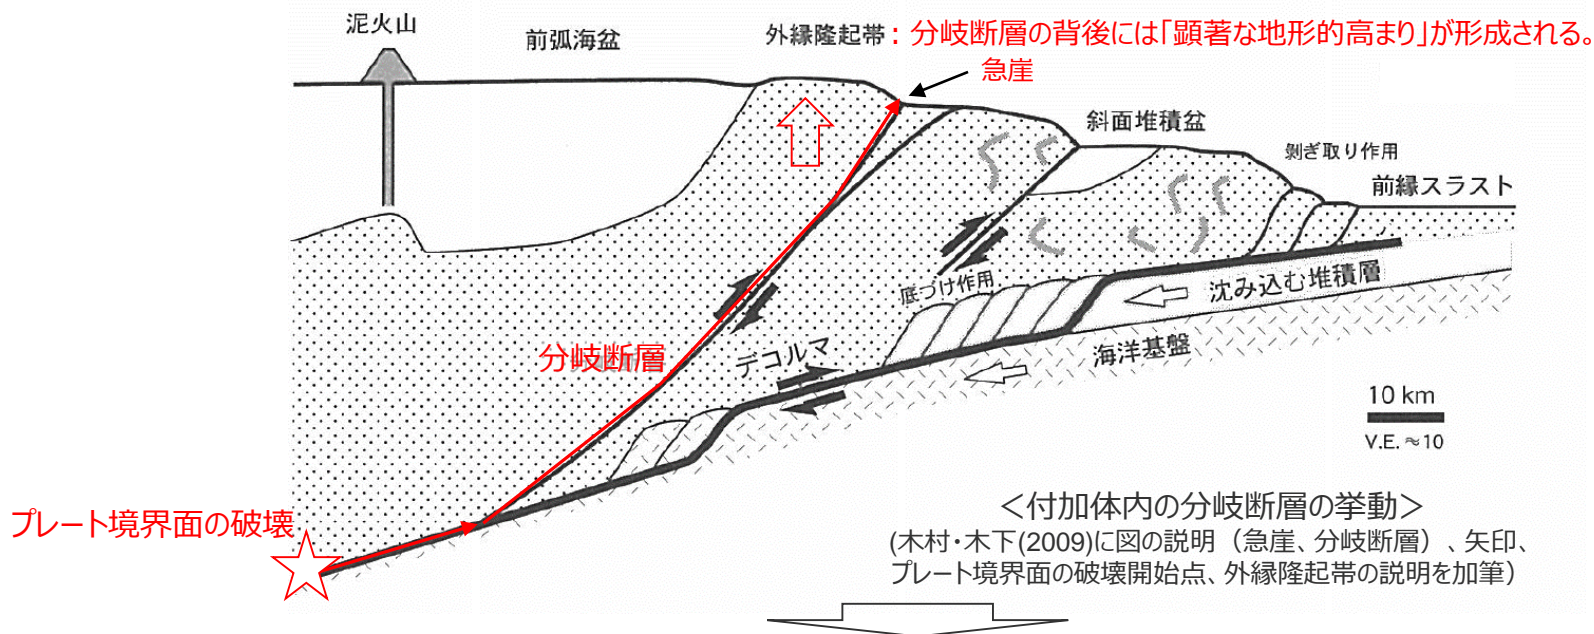 泥火山
前弧海盆
外縁隆起帯：分岐断層の背後には「顕著な地形的高まり」が形成される。
急崖
斜面堆積盆
剝ぎ取り作用
前縁スラスト
底づけ作用
沈み込む堆積層
分岐断層
デコルマ
海洋基盤
10 km
V.E. ≈10
プレート境界面の破壊
＜付加体内の分岐断層の挙動＞
(木村・木下(2009)に図の説明（急崖、分岐断層）、矢印、
プレート境界面の破壊開始点、外縁隆起帯の説明を加筆）